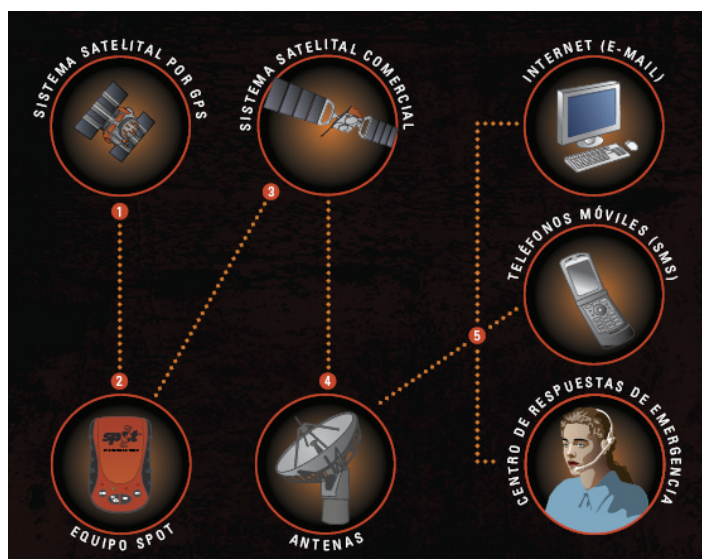 SISTEMA SATELITAL POR GPS
SISTEMA SATELITAL COMERCIAL
INTERNET (E-MAIL)
1
3
TELÉFONOS MÓVILES (SMS)
5
2
4
spot
EQUIPO SPOT
ANTENAS
CENTRO DE RESPUESTAS DE EMERGENCIA